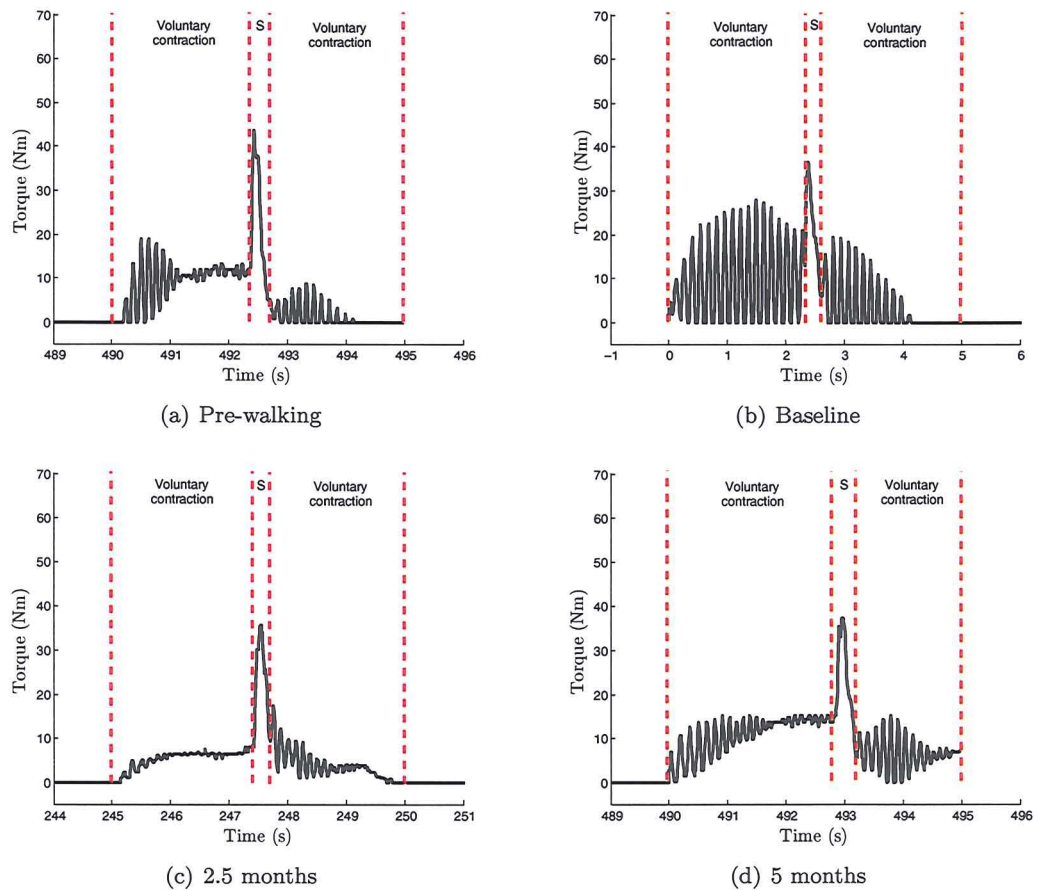 70
60
50
40
30
20
10
0
Torque (Nm)
Voluntary
contraction
S
Voluntary
contraction
489 490 491 492 493 494 495 496
Time (s)
(a) Pre-walking
70
60
50
40
30
20
10
0
Torque (Nm)
Voluntary
contraction
S
Voluntary
contraction
−1 0 1 2 3 4 5 6
Time (s)
(b) Baseline
70
60
50
40
30
20
10
0
Torque (Nm)
Voluntary
contraction
S
Voluntary
contraction
244 245 246 247 248 249 250 251
Time (s)
(c) 2.5 months
70
60
50
40
30
20
10
0
Torque (Nm)
Voluntary
contraction
S
Voluntary
contraction
489 490 491 492 493 494 495 496
Time (s)
(d) 5 months